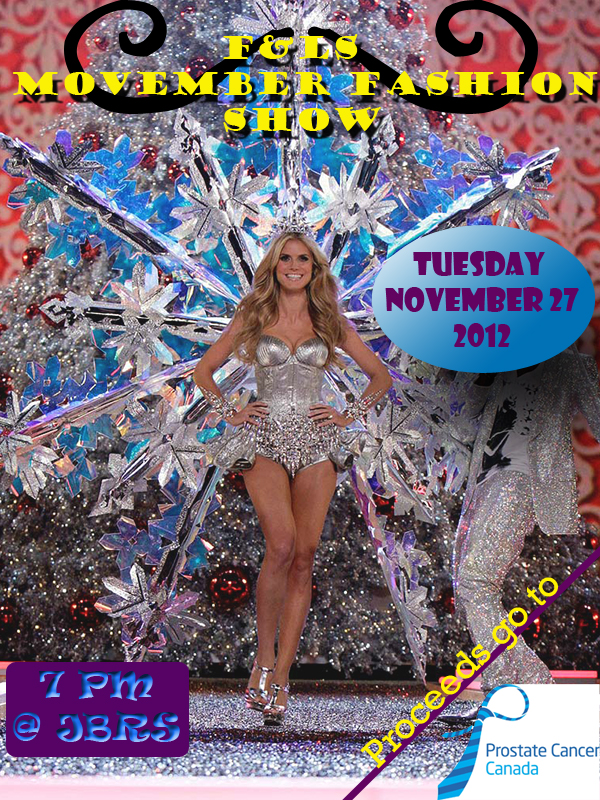 F&LS
MOVEMBER FASHION
SHOW
TUESDAY
NOVEMBER 27
2012
Proceeds go to
7 PM
@ JBRS
Prostate Cancer
Canada